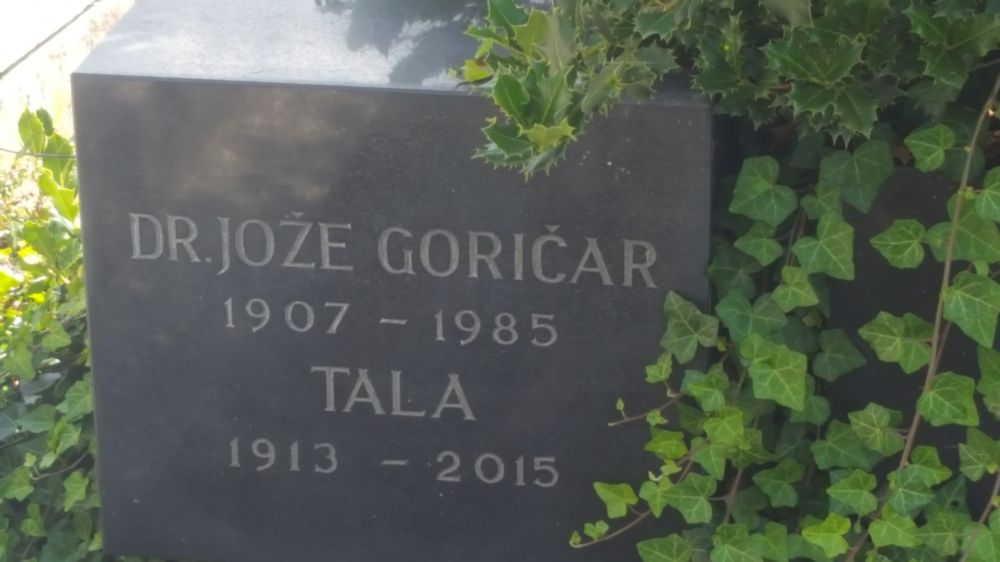 DR. JOŽE GORIČAR
1907 – 1985
TALA
1913 – 2015